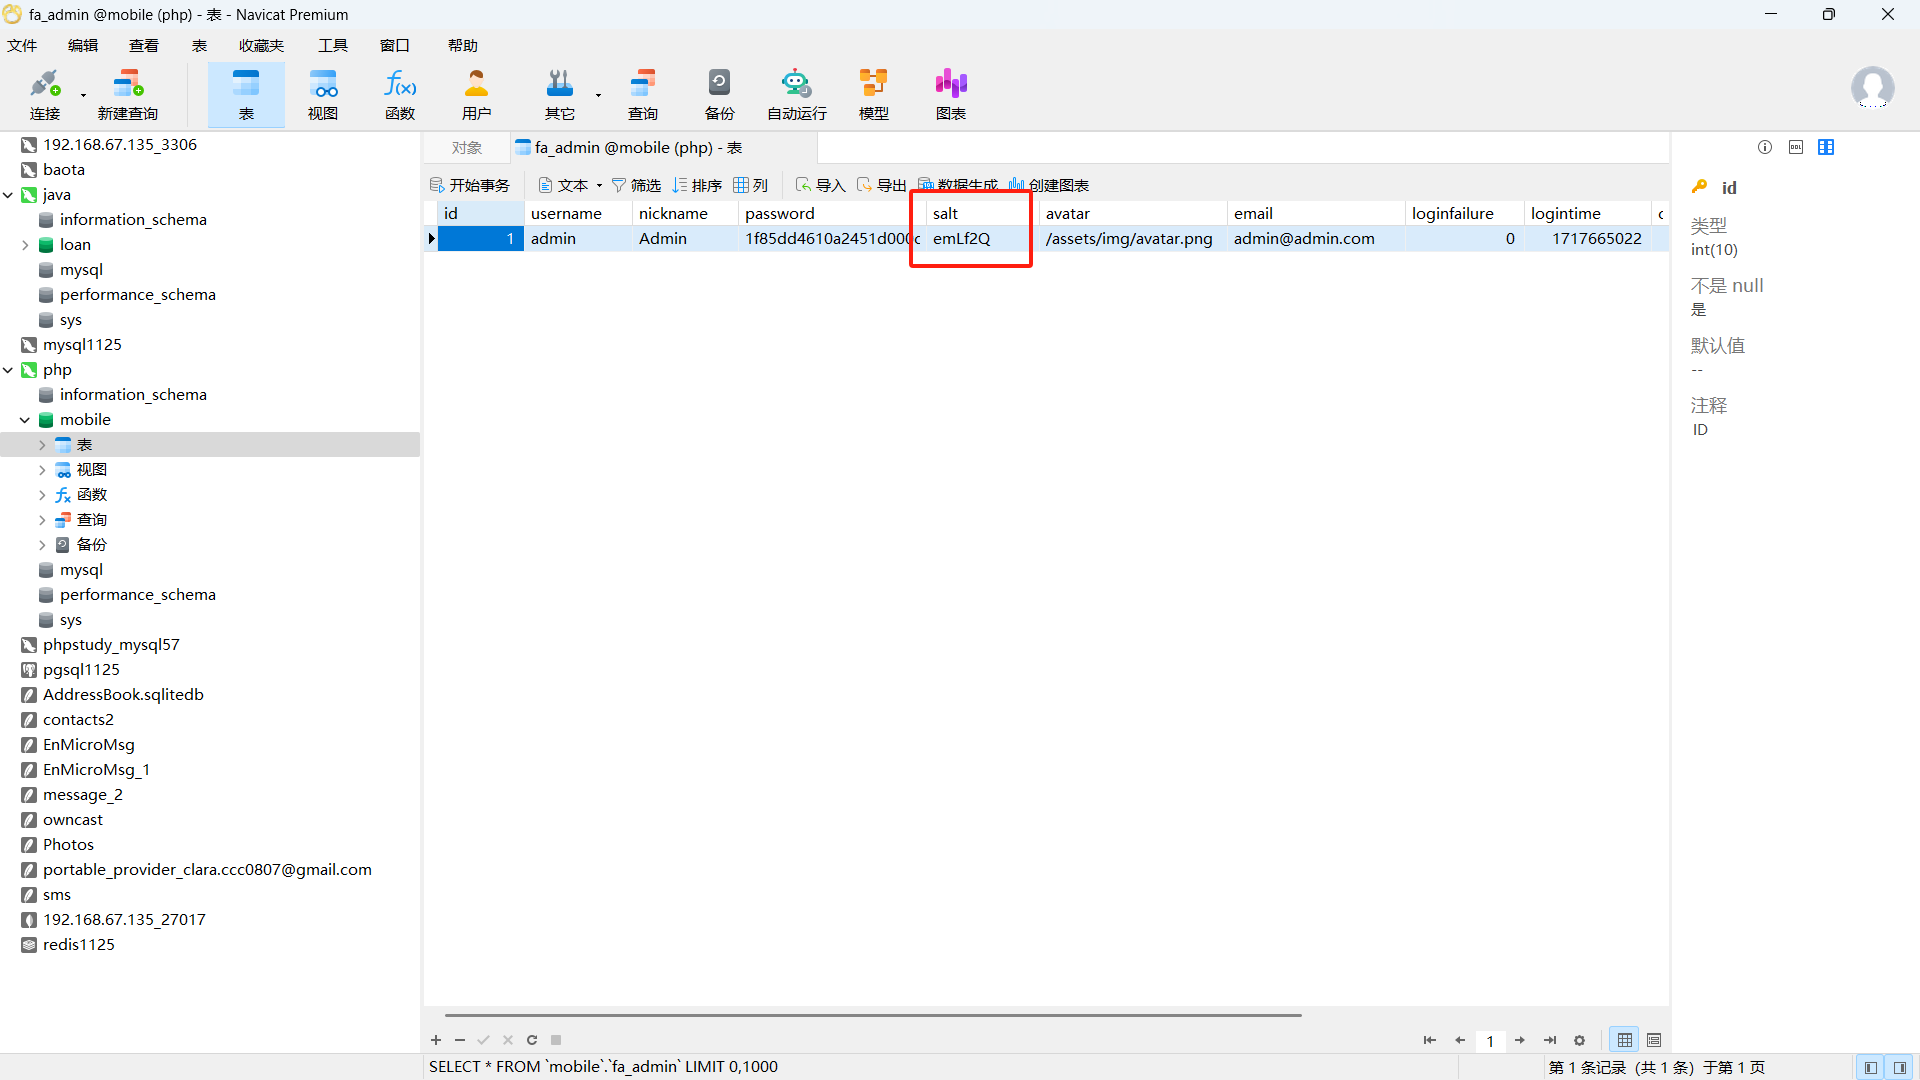 fa_admin @mobile (php) - 表 - Navicat Premium
文件 编辑 查看 表 收藏夹 工具 窗口 帮助
连接 新建查询 表 视图 函数 用户 其它 查询 备份 自动运行 模型 图表
192.168.67.135_3306
baota
java
information_schema
loan
mysql
performance_schema
sys
mysql1125
php
information_schema
mobile
表
视图
函数
查询
备份
mysql
performance_schema
sys
phpstudy_mysql57
pgsql1125
AddressBook.sqlitedb
contacts2
EnMicroMsg
EnMicroMsg_1
message_2
owncast
Photos
portable_provider_clara.ccc0807@gmail.com
sms
192.168.67.135_27017
redis1125
对象 fa_admin @mobile (php) - 表
开始事务 文本 筛选 排序 列 导入 导出 数据生成 创建图表
id username nickname password salt avatar email loginfailure logintime
1 admin Admin 1f85dd4610a2451d000c emLf2Q /assets/img/avatar.png admin@admin.com 0 1717665022
id
类型
int(10)
不是 null
是
默认值
--
注释
ID
1
SELECT * FROM `mobile`.`fa_admin` LIMIT 0,1000
第 1 条记录 (共 1 条) 于第 1 页